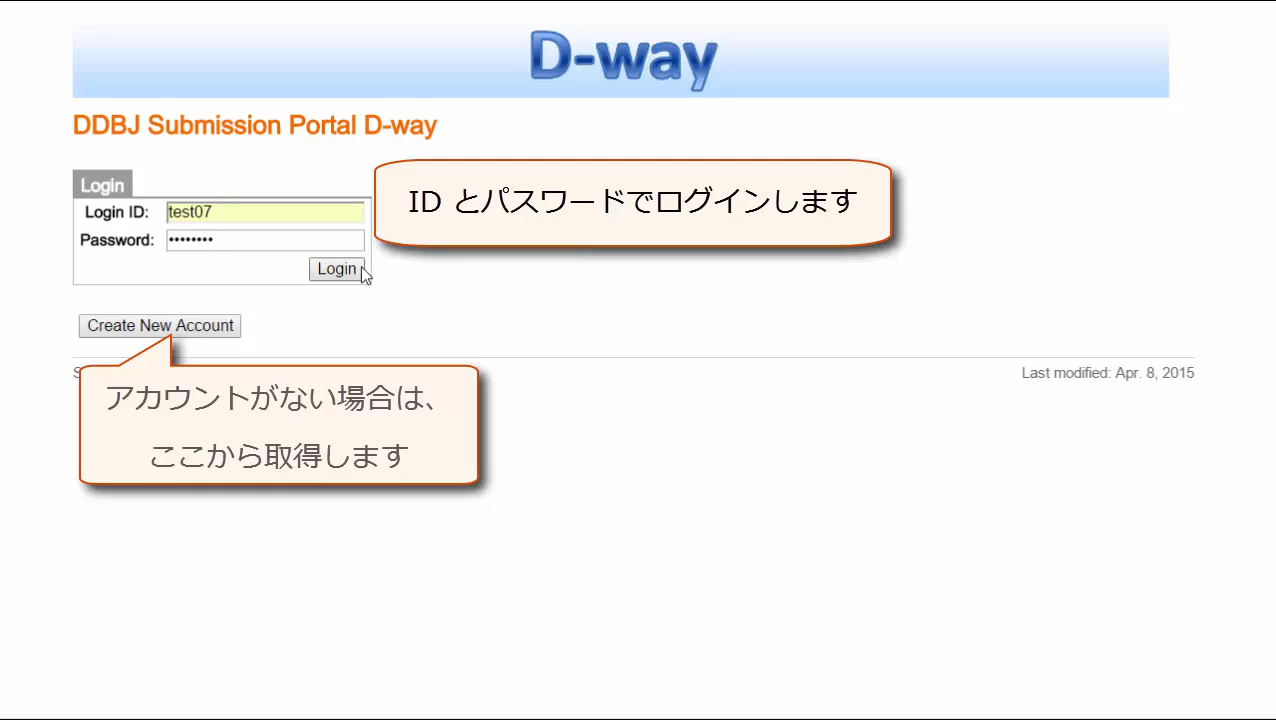 D-way
DDBJ Submission Portal D-way
Login
Login ID: test07
ID とパスワードでログインします
Password: ••••••••
Login
Create New Account
Last modified: Apr. 8, 2015
アカウントがない場合は、
ここから取得します